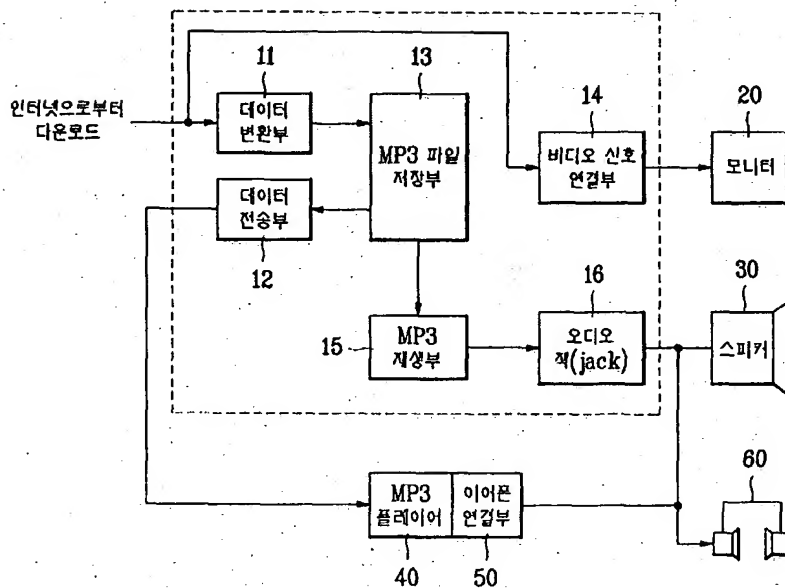 11
13
인터넷으로부터
다운로드
데이터
변환부
MP3 파일
저장부
14
비디오 신호
연결부
20
모니터
데이터
전송부
12
15
MP3
재생부
16
오디오
잭(jack)
30
스피커
MP3
플레이어
이어폰
연결부
40
50
60